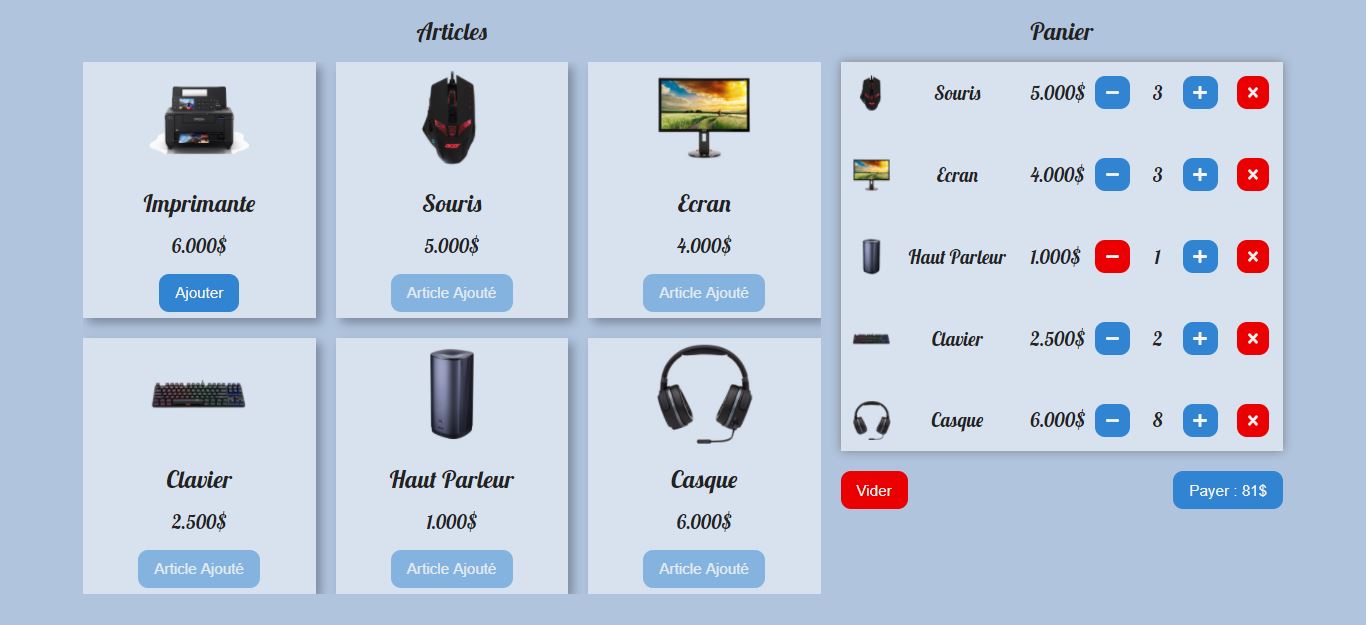 Articles
Imprimante
6.000$
Ajouter
acer
Souris
5.000$
Article Ajouté
Ecran
4.000$
Article Ajouté
Clavier
2.500$
Article Ajouté
Haut Parleur
1.000$
Article Ajouté
Casque
6.000$
Article Ajouté
Panier
Souris 5.000$ − 3 + ×
Ecran 4.000$ − 3 + ×
Haut Parleur 1.000$ − 1 + ×
Clavier 2.500$ − 2 + ×
Casque 6.000$ − 8 + ×
Vider
Payer : 81$